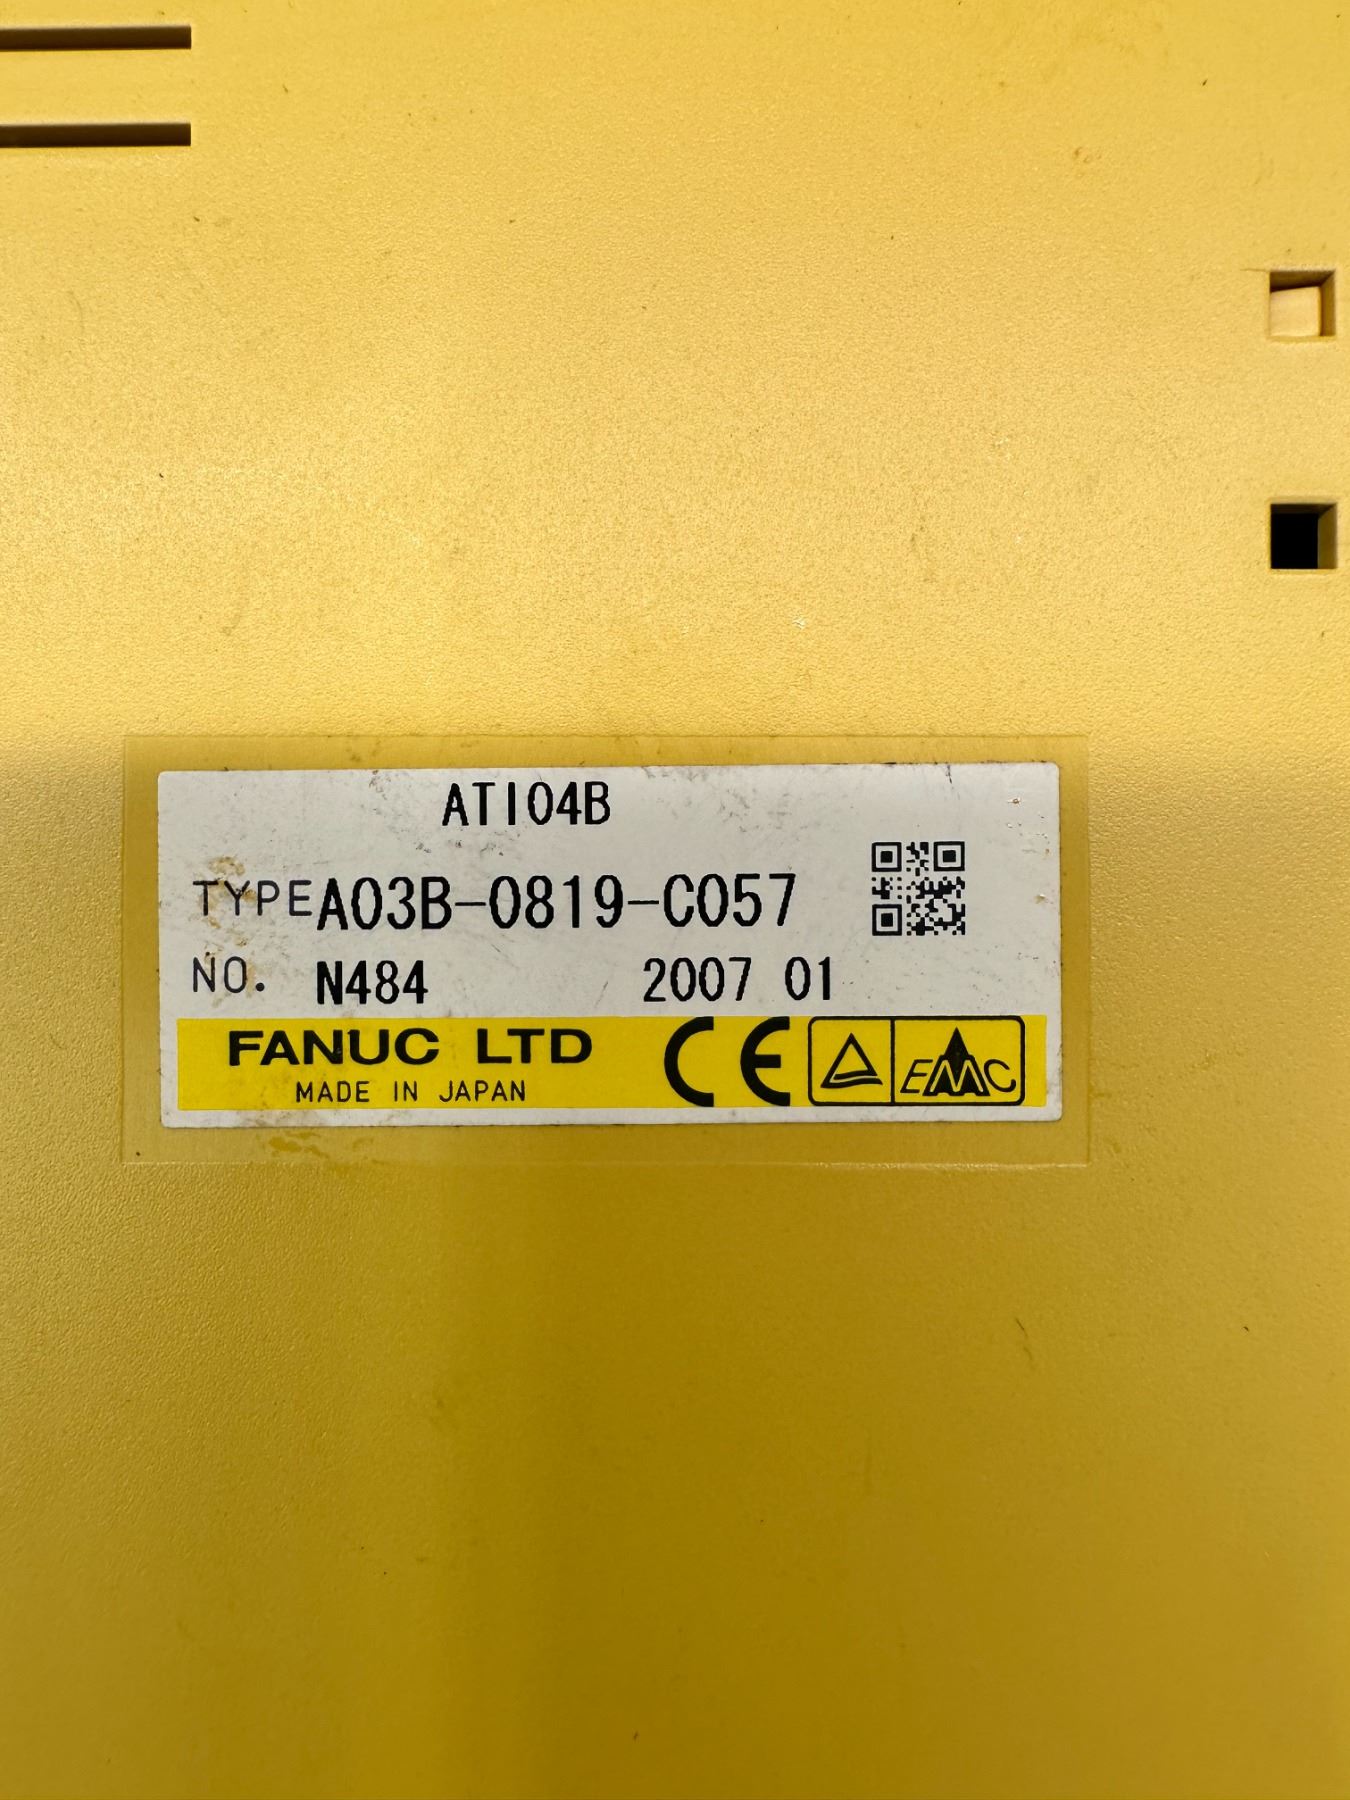 ATI04B
TYPE A03B-0819-C057
NO. N484 2007 01
FANUC LTD CE EMC
MADE IN JAPAN